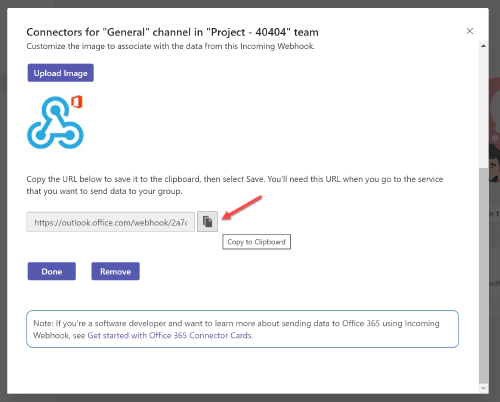 Connectors for "General" channel in "Project - 40404" team
Customize the image to associate with the data from this Incoming Webhook.
Upload Image
Copy the URL below to save it to the clipboard, then select Save. You'll need this URL when you go to the service
that you want to send data to your group.
https://outlook.office.com/webhook/2a7c
Copy to Clipboard
Done
Remove
Note: If you're a software developer and want to learn more about sending data to Office 365 using Incoming
Webhook, see Get started with Office 365 Connector Cards.